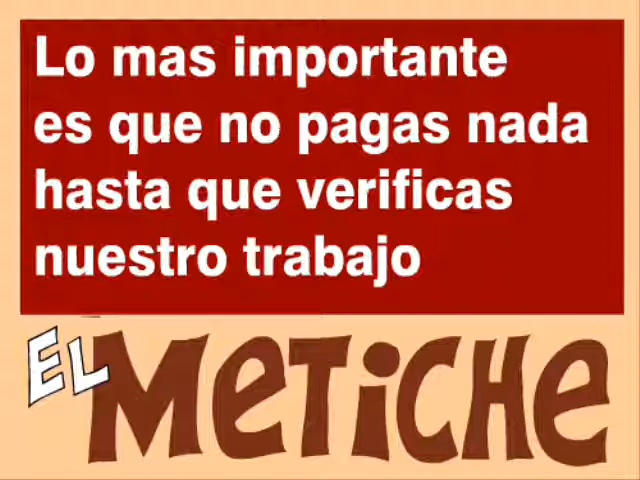 Lo mas importante
es que no pagas nada
hasta que verificas
nuestro trabajo
EL METiCHe